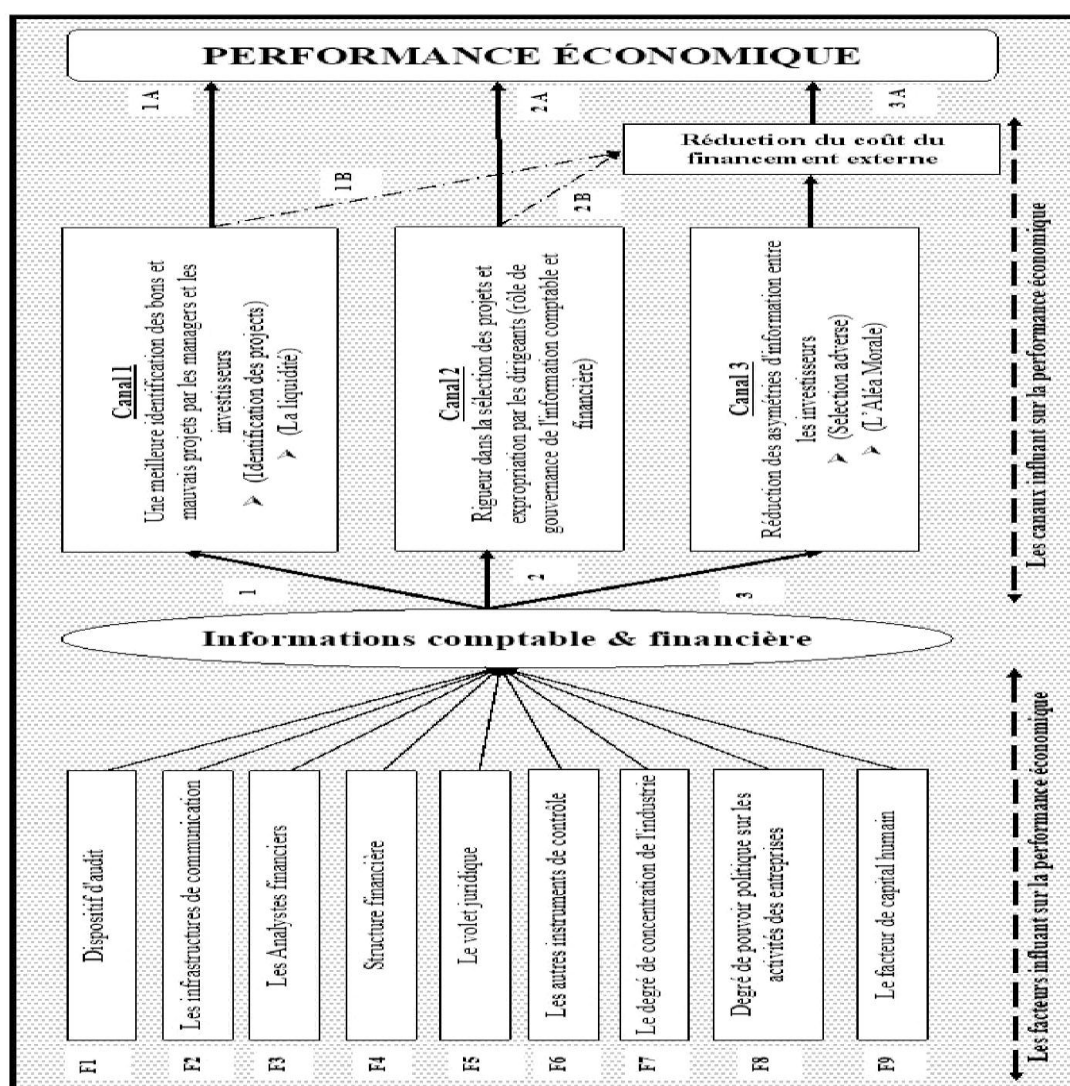 PERFORMANCE ÉCONOMIQUE
1 A
2 A
3 A
Réduction du coût du
financement externe
1 B
2 B
Canal 1
Une meilleure identification des bons et
mauvais projets par les managers et les
investisseurs
➢ (Identification des projects)
➢ (La liquidité)
Canal 2
Rigueur dans la sélection des projets et
expropriation par les dirigeants (rôle de
gouvernance de l'information comptable et
financière)
Canal 3
Réduction des asymétries d'information entre
les investisseurs
➢ (Selection adverse)
➢ (L'Aléa Morale)
1
2
3
Informations comptable & financière
Dispositif d'audit
Les infrastructures de communication
Les Analystes financiers
Structure financière
Le volet juridique
Les autres instruments de contrôle
Le degré de concentration de l'industrie
Degré de pouvoir politique sur les
activités des entreprises
Le facteur de capital humain
F1
F2
F3
F4
F5
F6
F7
F8
F9
Les canaux influant sur la performance économique
Les facteurs influant sur la performance économique